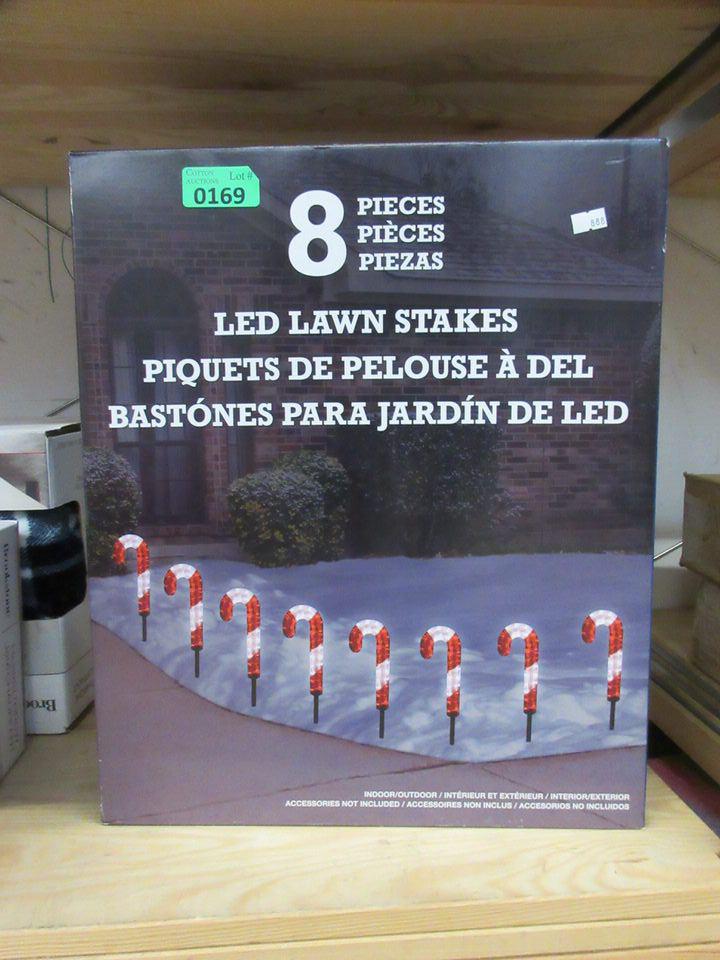 COTTON
AUCTIONS
Lot #
0169
8
PIECES
PIÈCES
PIEZAS
888
LED LAWN STAKES
PIQUETS DE PELOUSE À DEL
BASTÓNES PARA JARDÍN DE LED
INDOOR/OUTDOOR / INTÉRIEUR ET EXTÉRIEUR / INTERIOR/EXTERIOR
ACCESSORIES NOT INCLUDED / ACCESSOIRES NON INCLUS / ACCESORIOS NO INCLUIDOS